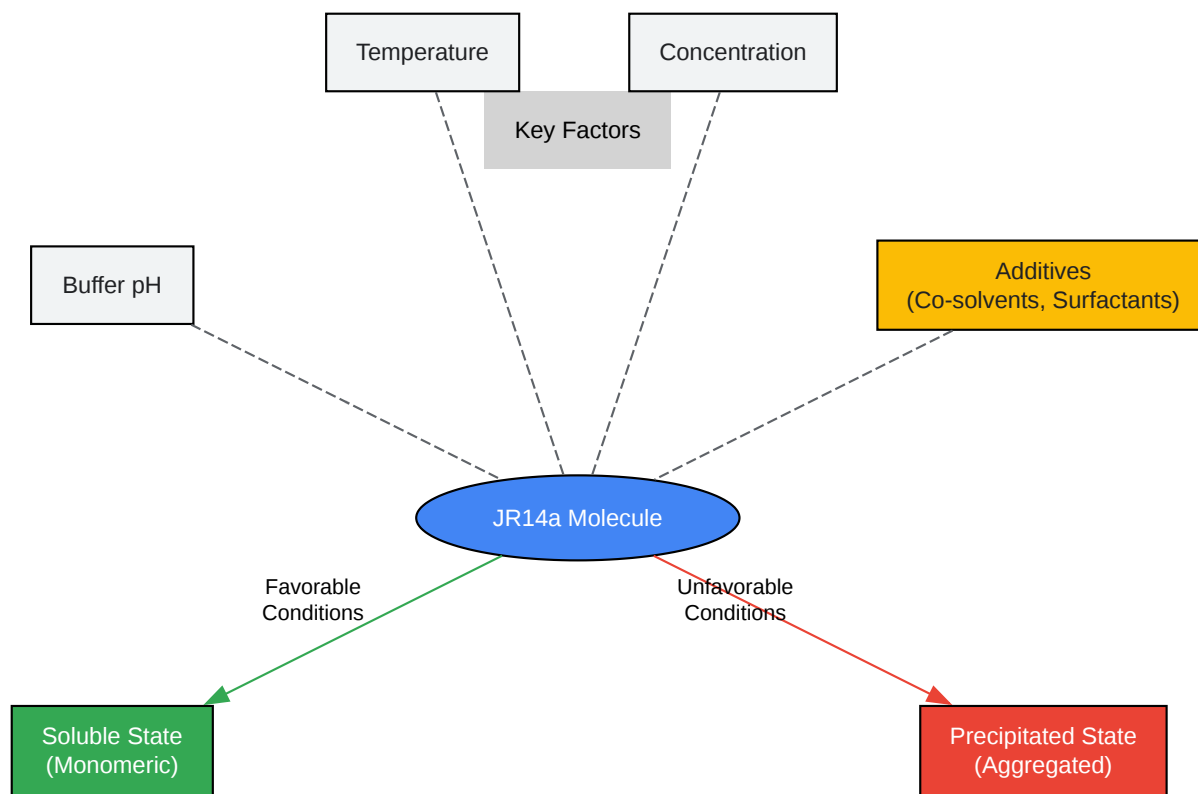 Temperature
Concentration
Key Factors
Buffer pH
Additives
(Co-solvents, Surfactants)
JR14a Molecule
Favorable
Conditions
Unfavorable
Conditions
Soluble State
(Monomeric)
Precipitated State
(Aggregated)